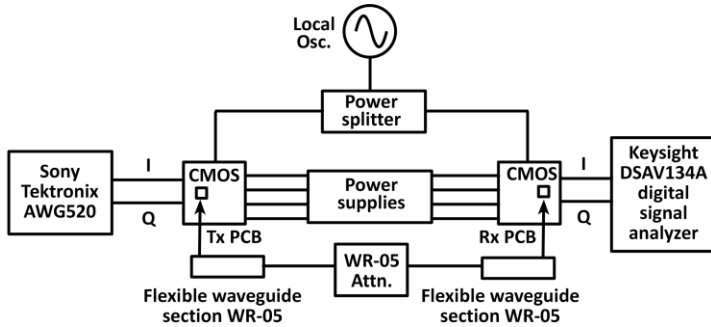 Local
Osc.
Power
splitter
Sony
Tektronix
AWG520
I
Q
CMOS
Tx PCB
Power
supplies
CMOS
Rx PCB
I
Q
Keysight
DSAV134A
digital
signal
analyzer
WR-05
Attn.
Flexible waveguide
section WR-05
Flexible waveguide
section WR-05